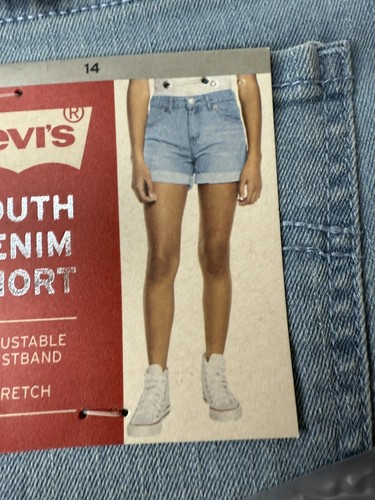 14
evi's®
OUTH
ENIM
HORT
USTABLE
STBAND
RETCH